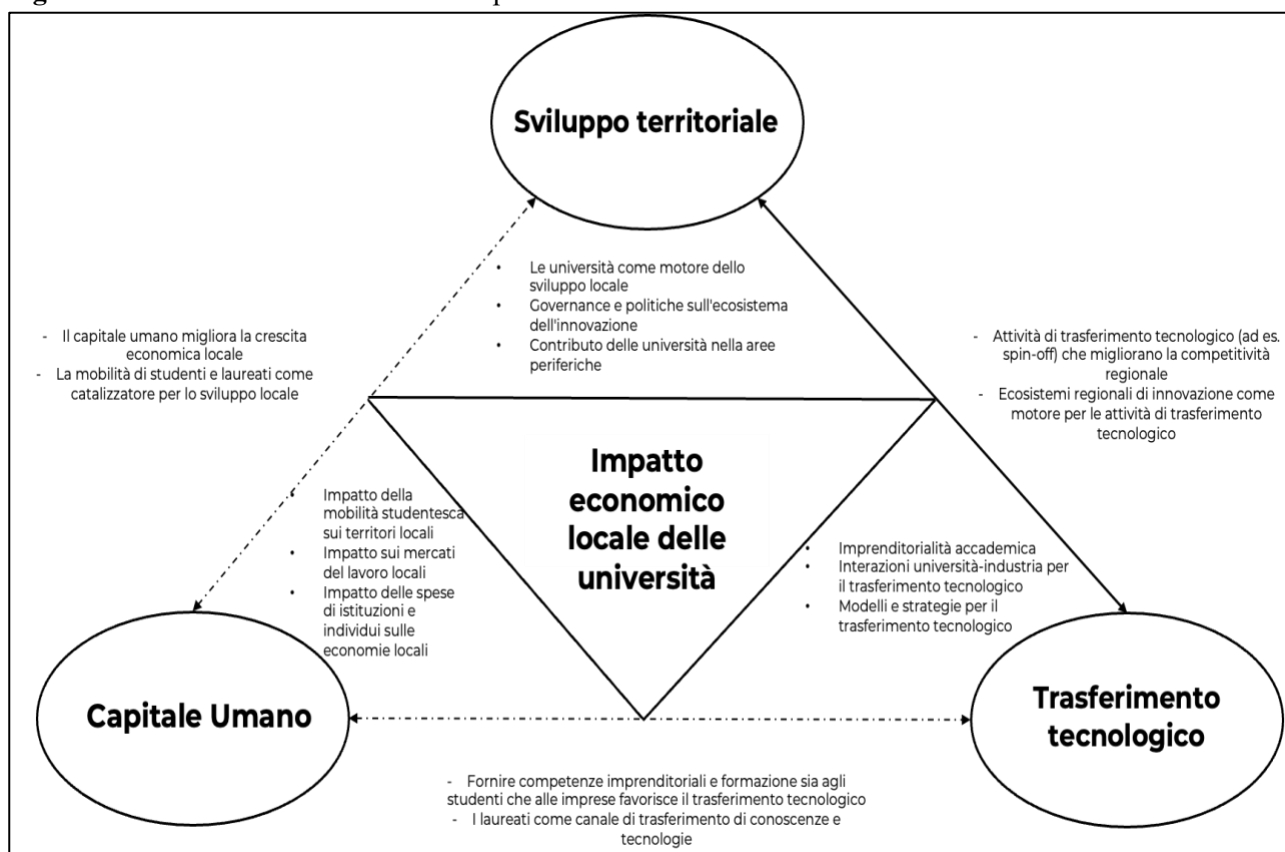 Sviluppo territoriale
• Le università come motore dello
sviluppo locale
• Governance e politiche sull'ecosistema
dell'innovazione
• Contributo delle università nella aree
periferiche
- Il capitale umano migliora la crescita
economica locale
- La mobilità di studenti e laureati come
catalizzatore per lo sviluppo locale
- Attività di trasferimento tecnologico (ad es.
spin-off) che migliorano la competitività
regionale
- Ecosistemi regionali di innovazione come
motore per le attività di trasferimento
tecnologico
Impatto
economico
locale delle
università
• Impatto della
mobilità studentesca
sui territori locali
• Impatto sui mercati
del lavoro locali
• Impatto delle spese
di istituzioni e
individui sulle
economie locali
• Imprenditorialità accademica
• Interazioni università-industria per
il trasferimento tecnologico
• Modelli e strategie per il
trasferimento tecnologico
Capitale Umano
Trasferimento
tecnologico
- Fornire competenze imprenditoriali e formazione sia agli
studenti che alle imprese favorisce il trasferimento tecnologico
- I laureati come canale di trasferimento di conoscenze e
tecnologie